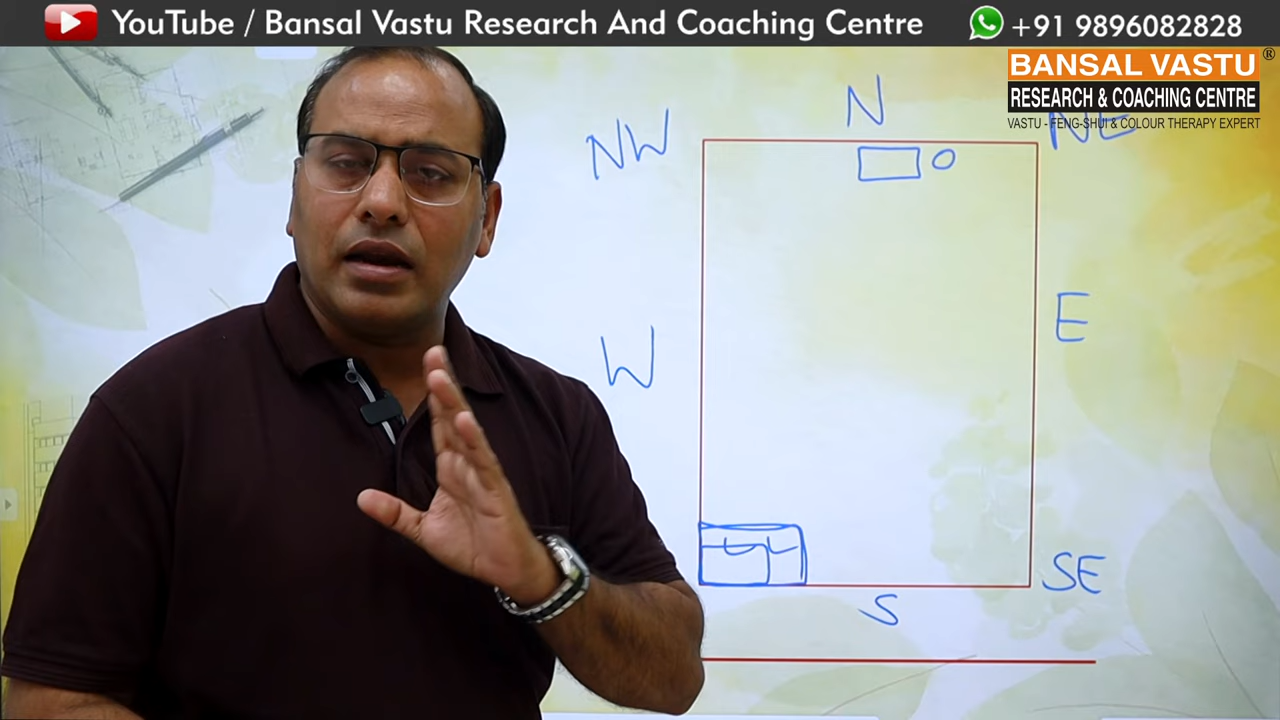 YouTube / Bansal Vastu Research And Coaching Centre
+91 9896082828
BANSAL VASTU®
RESEARCH & COACHING CENTRE
VASTU - FENG-SHUI & COLOUR THERAPY EXPERT
N
NW
NE
W
E
SE
S